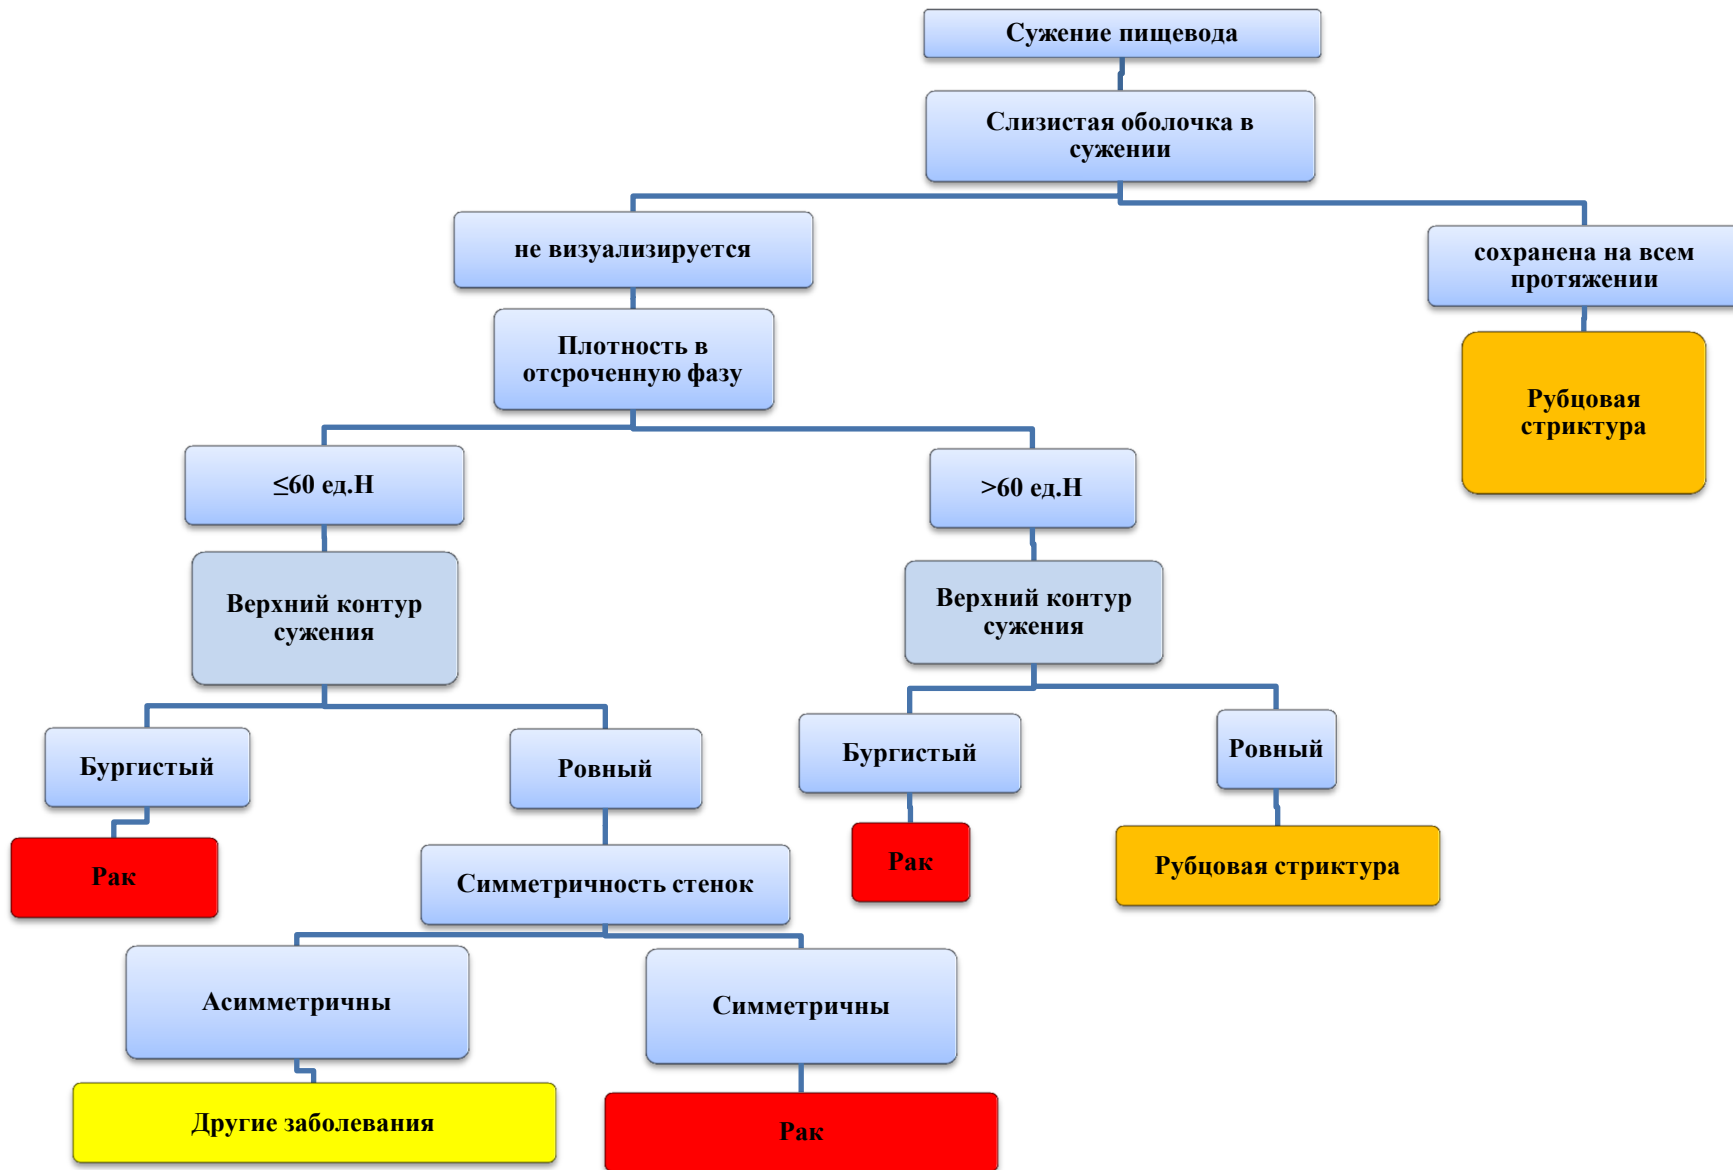 Сужение пищевода
Слизистая оболочка в
сужении
не визуализируется
сохранена на всем
протяжении
Плотность в
отсроченную фазу
Рубцовая
стриктура
≤60 ед.Н
>60 ед.Н
Верхний контур
сужения
Верхний контур
сужения
Бургистый
Ровный
Бургистый
Ровный
Рак
Симметричность стенок
Рак
Рубцовая стриктура
Асимметричны
Симметричны
Другие заболевания
Рак